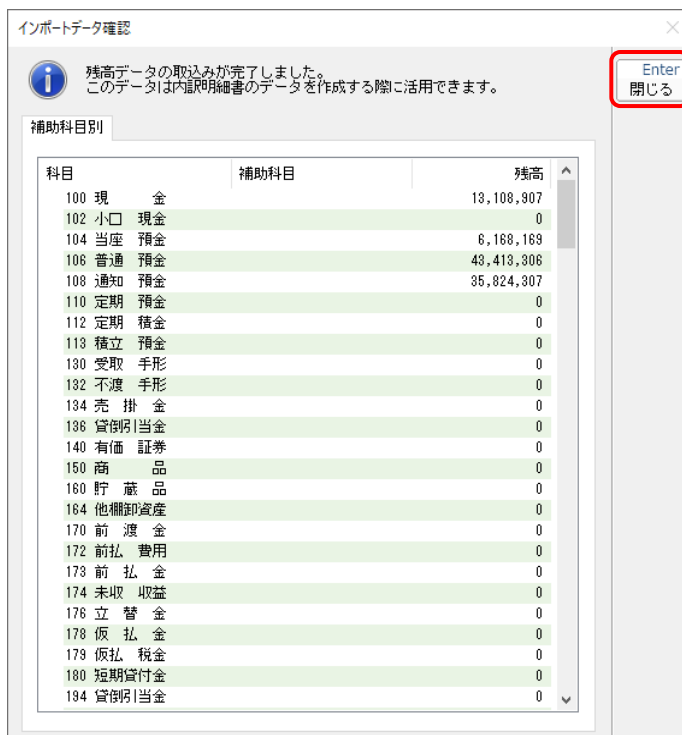 インポートデータ確認
残高データの取込みが完了しました。
このデータは内訳明細書のデータを作成する際に活用できます。
Enter
閉じる
補助科目別
科目 補助科目 残高
100 現　　金 13,108,907
102 小口　現金 0
104 当座　預金 6,168,169
106 普通　預金 43,413,306
108 通知　預金 35,824,307
110 定期　預金 0
112 定期　積金 0
113 積立　預金 0
130 受取　手形 0
132 不渡　手形 0
134 売　掛　金 0
136 貸倒引当金 0
140 有価　証券 0
150 商　　品 0
160 貯　蔵　品 0
164 他棚卸資産 0
170 前　渡　金 0
172 前払　費用 0
173 前　払　金 0
174 未収　収益 0
176 立　替　金 0
178 仮　払　金 0
179 仮払　税金 0
180 短期貸付金 0
194 貸倒引当金 0